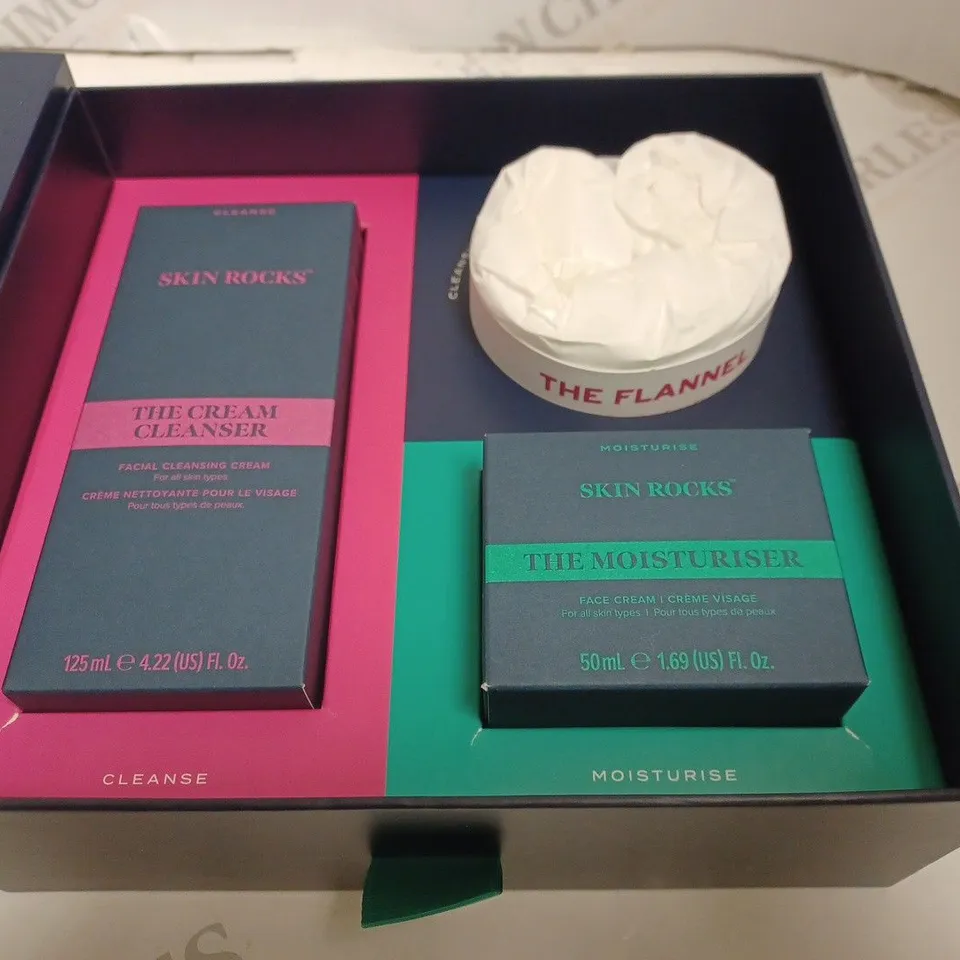 CLEANSE
SKIN ROCKS™
THE CREAM
CLEANSER
FACIAL CLEANSING CREAM
For all skin types
CRÈME NETTOYANTE POUR LE VISAGE
Pour tous types de peaux.
125 mL ℮ 4.22 (US) Fl. Oz.
CLEANSE
CLEANS
THE FLANNEL
MOISTURISE
SKIN ROCKS™
THE MOISTURISER
FACE CREAM | CRÈME VISAGE
For all skin types | Pour tous types de peaux
50 mL ℮ 1.69 (US) Fl. Oz.
MOISTURISE